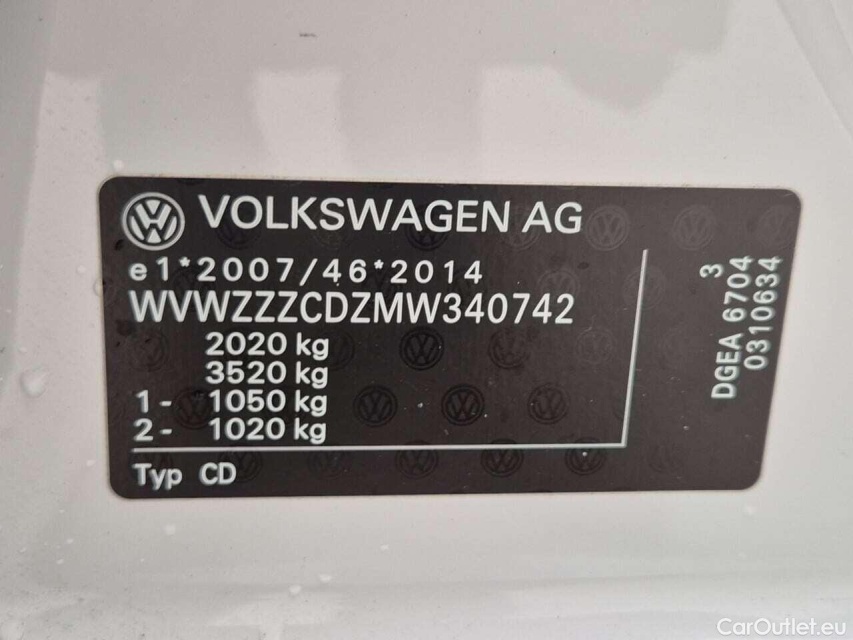 VOLKSWAGEN AG
e1*2007/46*2014
WVWZZZCDZMW340742
2020 kg
3520 kg
1- 1050 kg
2- 1020 kg
Typ CD
3
DGEA 6704
0310634
CarOutlet.eu